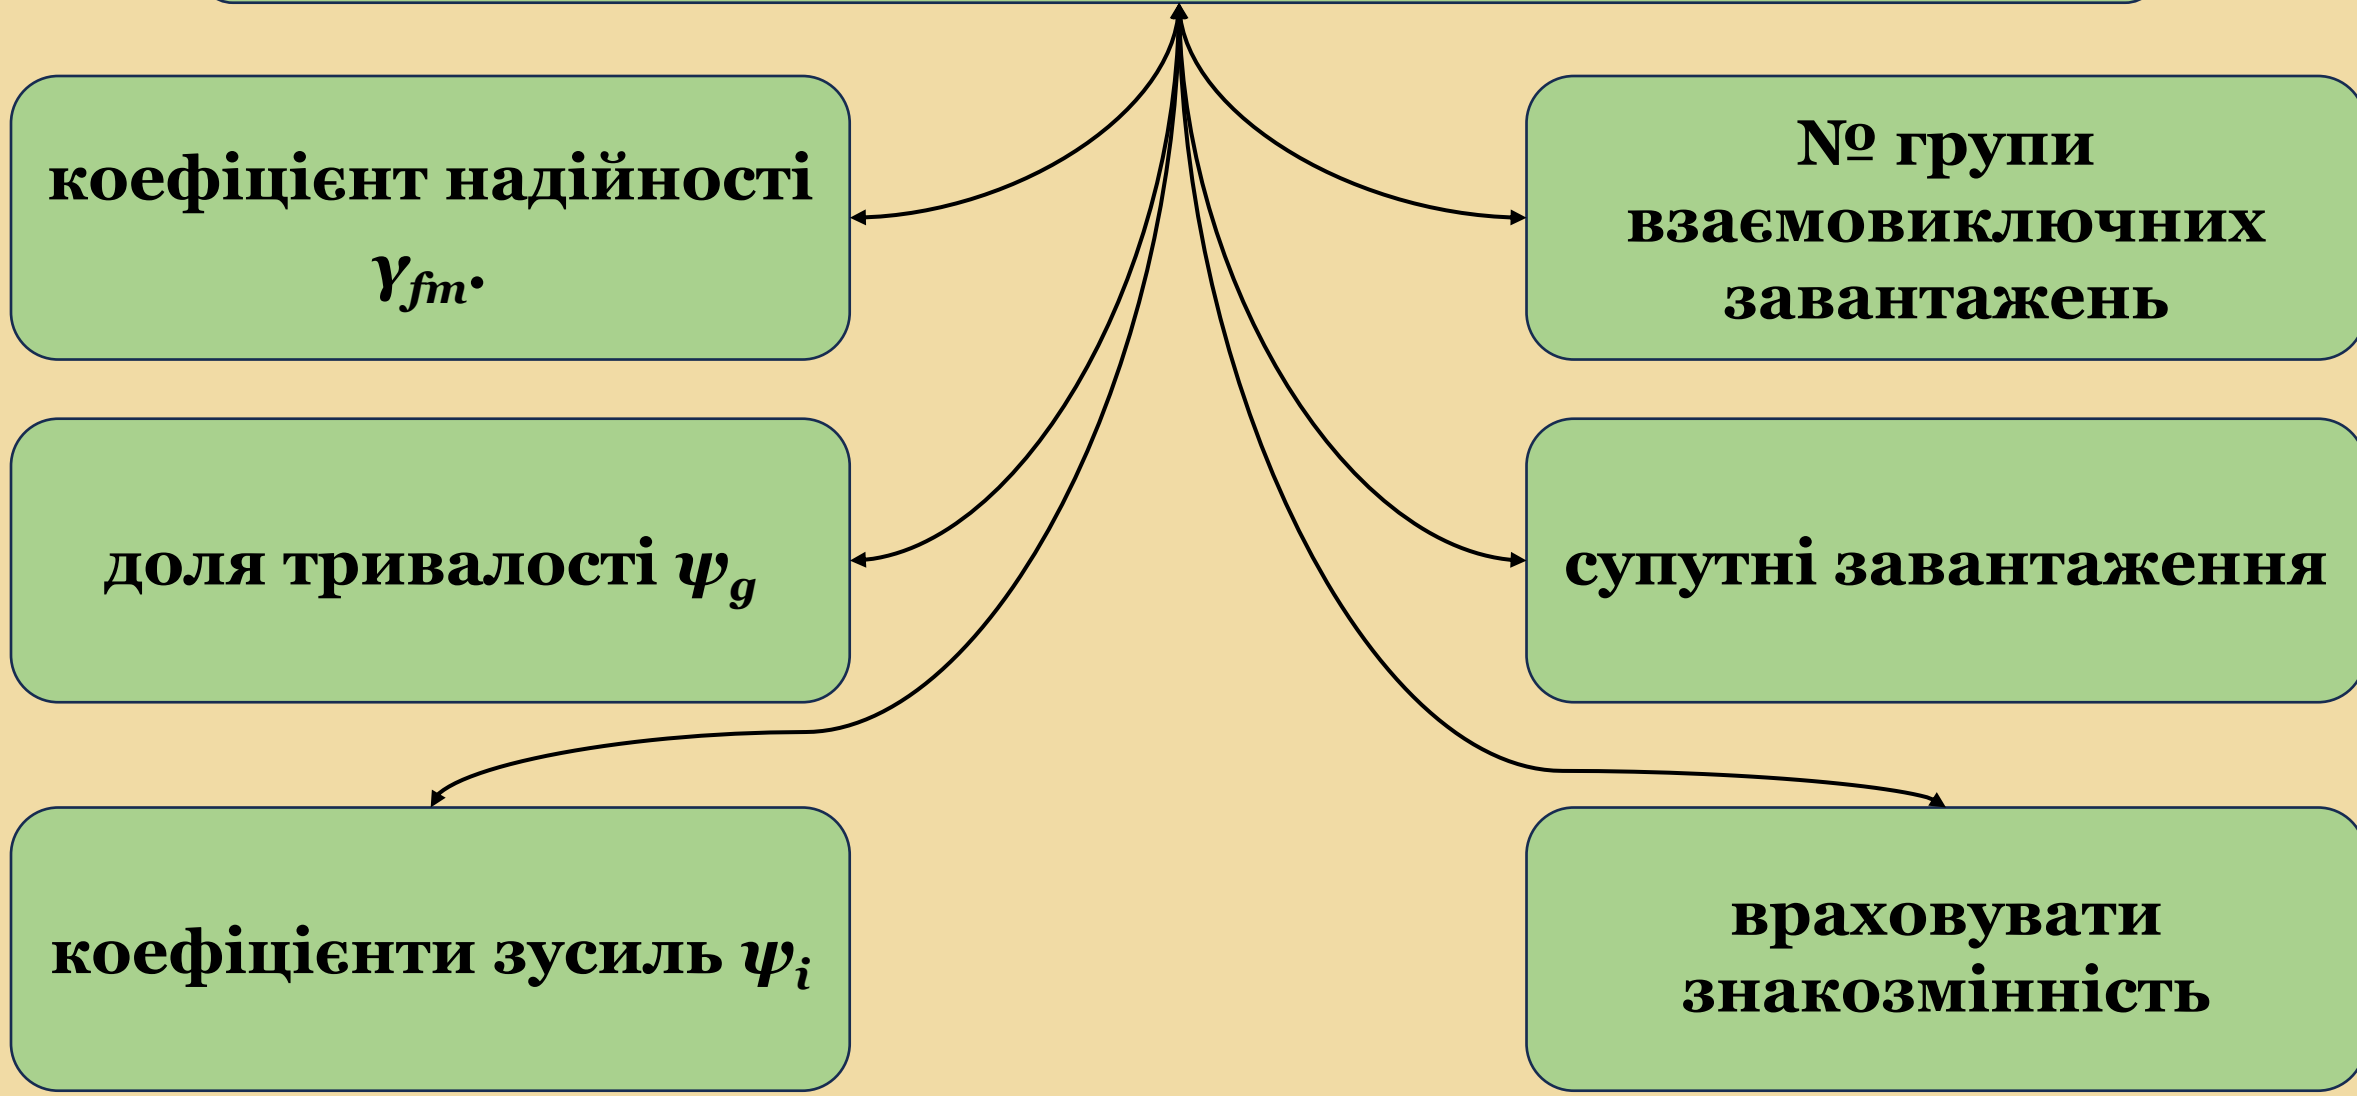 коефіцієнт надійності
γfm.
№ групи
взаємовиключних
завантажень
доля тривалості ψg
супутні завантаження
коефіцієнти зусиль ψi
враховувати
знакозмінність